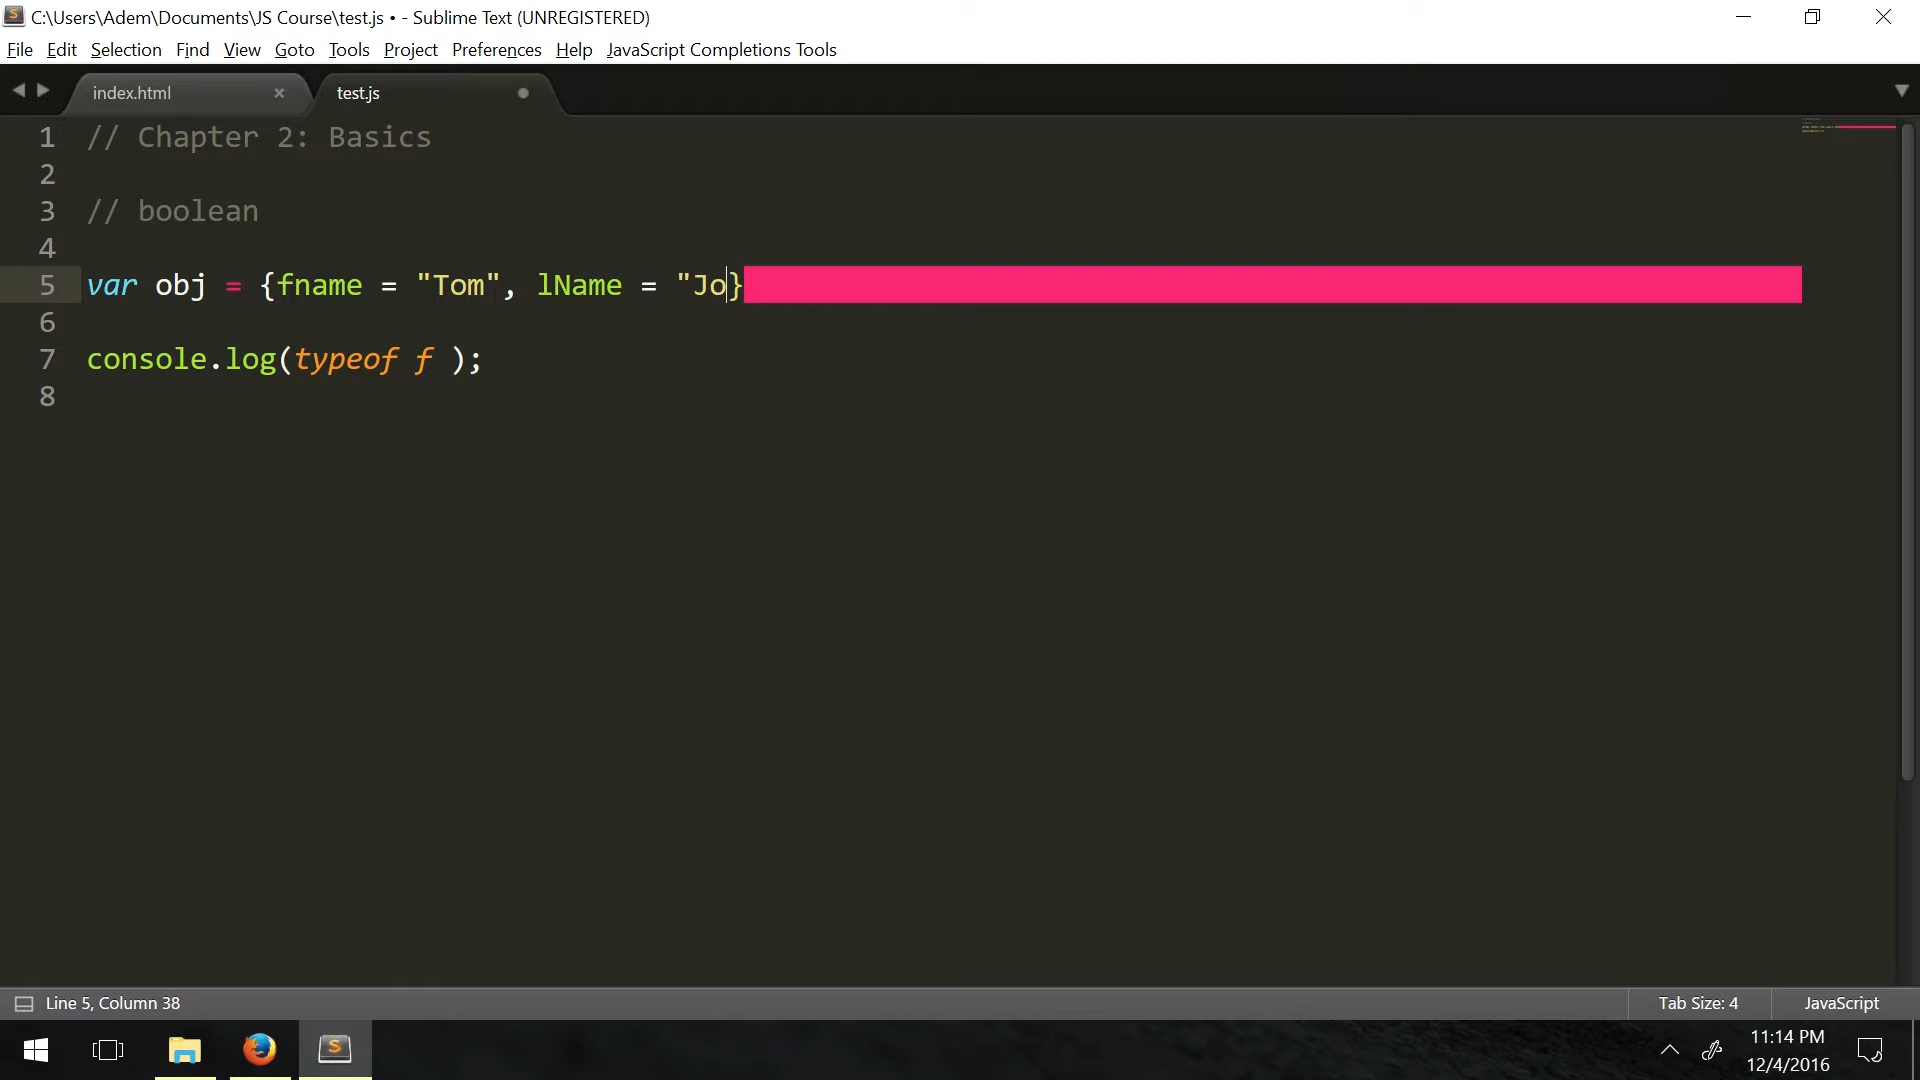 C:\Users\Adem\Documents\JS Course\test.js • - Sublime Text (UNREGISTERED)
File Edit Selection Find View Goto Tools Project Preferences Help JavaScript Completions Tools
index.html test.js
1 // Chapter 2: Basics
2
3 // boolean
4
5 var obj = {fname = "Tom", lName = "Jo}
6
7 console.log(typeof f );
8
Line 5, Column 38 Tab Size: 4 JavaScript
11:14 PM
12/4/2016